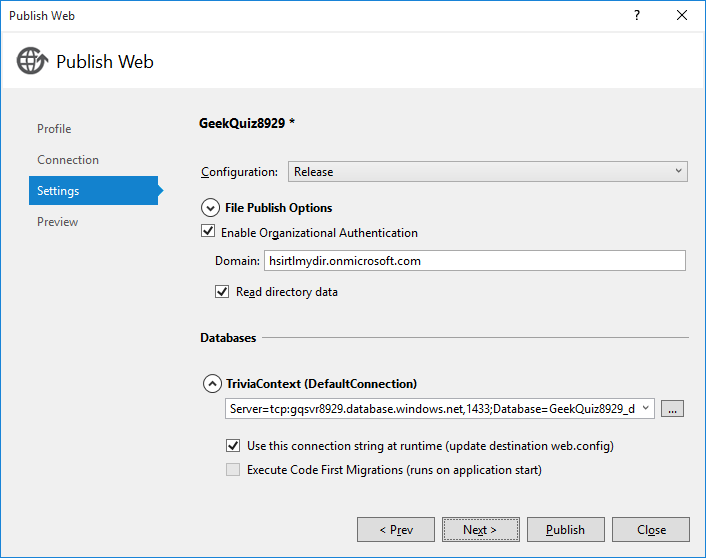 Publish Web
? 
Publish Web
Profile
Connection
Settings
Preview
GeekQuiz8929 *
Configuration: Release
File Publish Options
Enable Organizational Authentication
Domain: hsirtlmydir.onmicrosoft.com
Read directory data
Databases
TriviaContext (DefaultConnection)
Server=tcp:gqsvr8929.database.windows.net,1433;Database=GeekQuiz8929_d
...
Use this connection string at runtime (update destination web.config)
Execute Code First Migrations (runs on application start)
< Prev Next > Publish Close